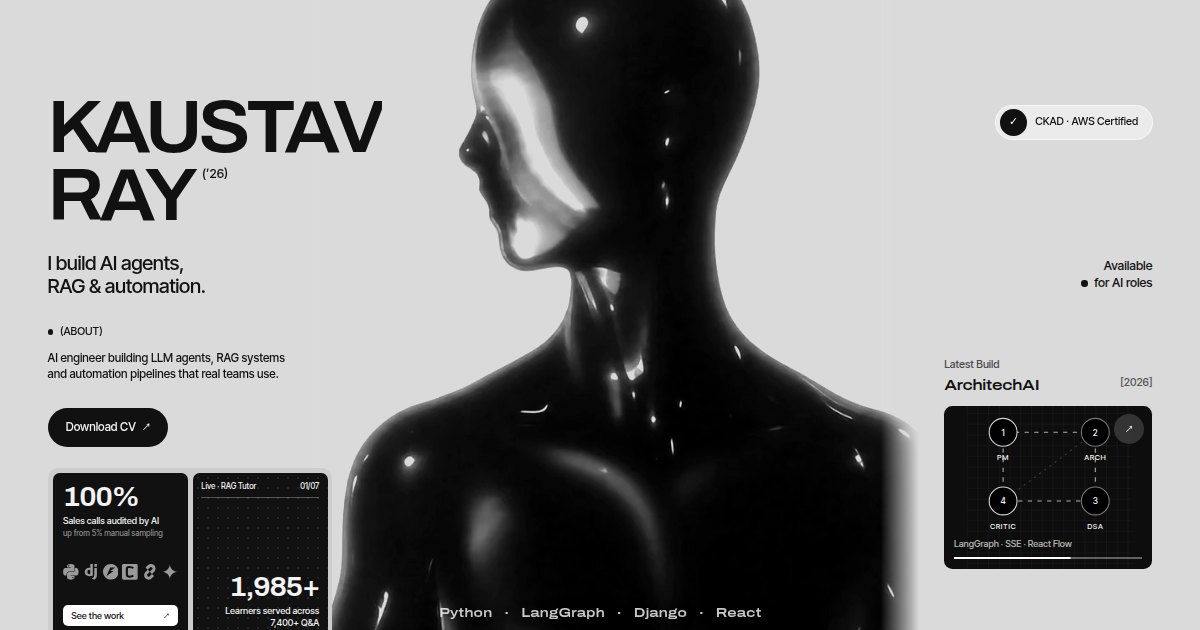 KAUSTAV
RAY ('26)
I build AI agents,
RAG & automation.
(ABOUT)
AI engineer building LLM agents, RAG systems
and automation pipelines that real teams use.
Download CV ↗
100%
Sales calls audited by AI
up from 5% manual sampling
dj
See the work ↗
Live · RAG Tutor 01/07
1,985+
Learners served across
7,400+ Q&A
Python · LangGraph · Django · React
✓ CKAD · AWS Certified
Available
for AI roles
Latest Build
ArchitechAI [2026]
1 2 ↗
PM ARCH
4 3
CRITIC DSA
LangGraph · SSE · React Flow